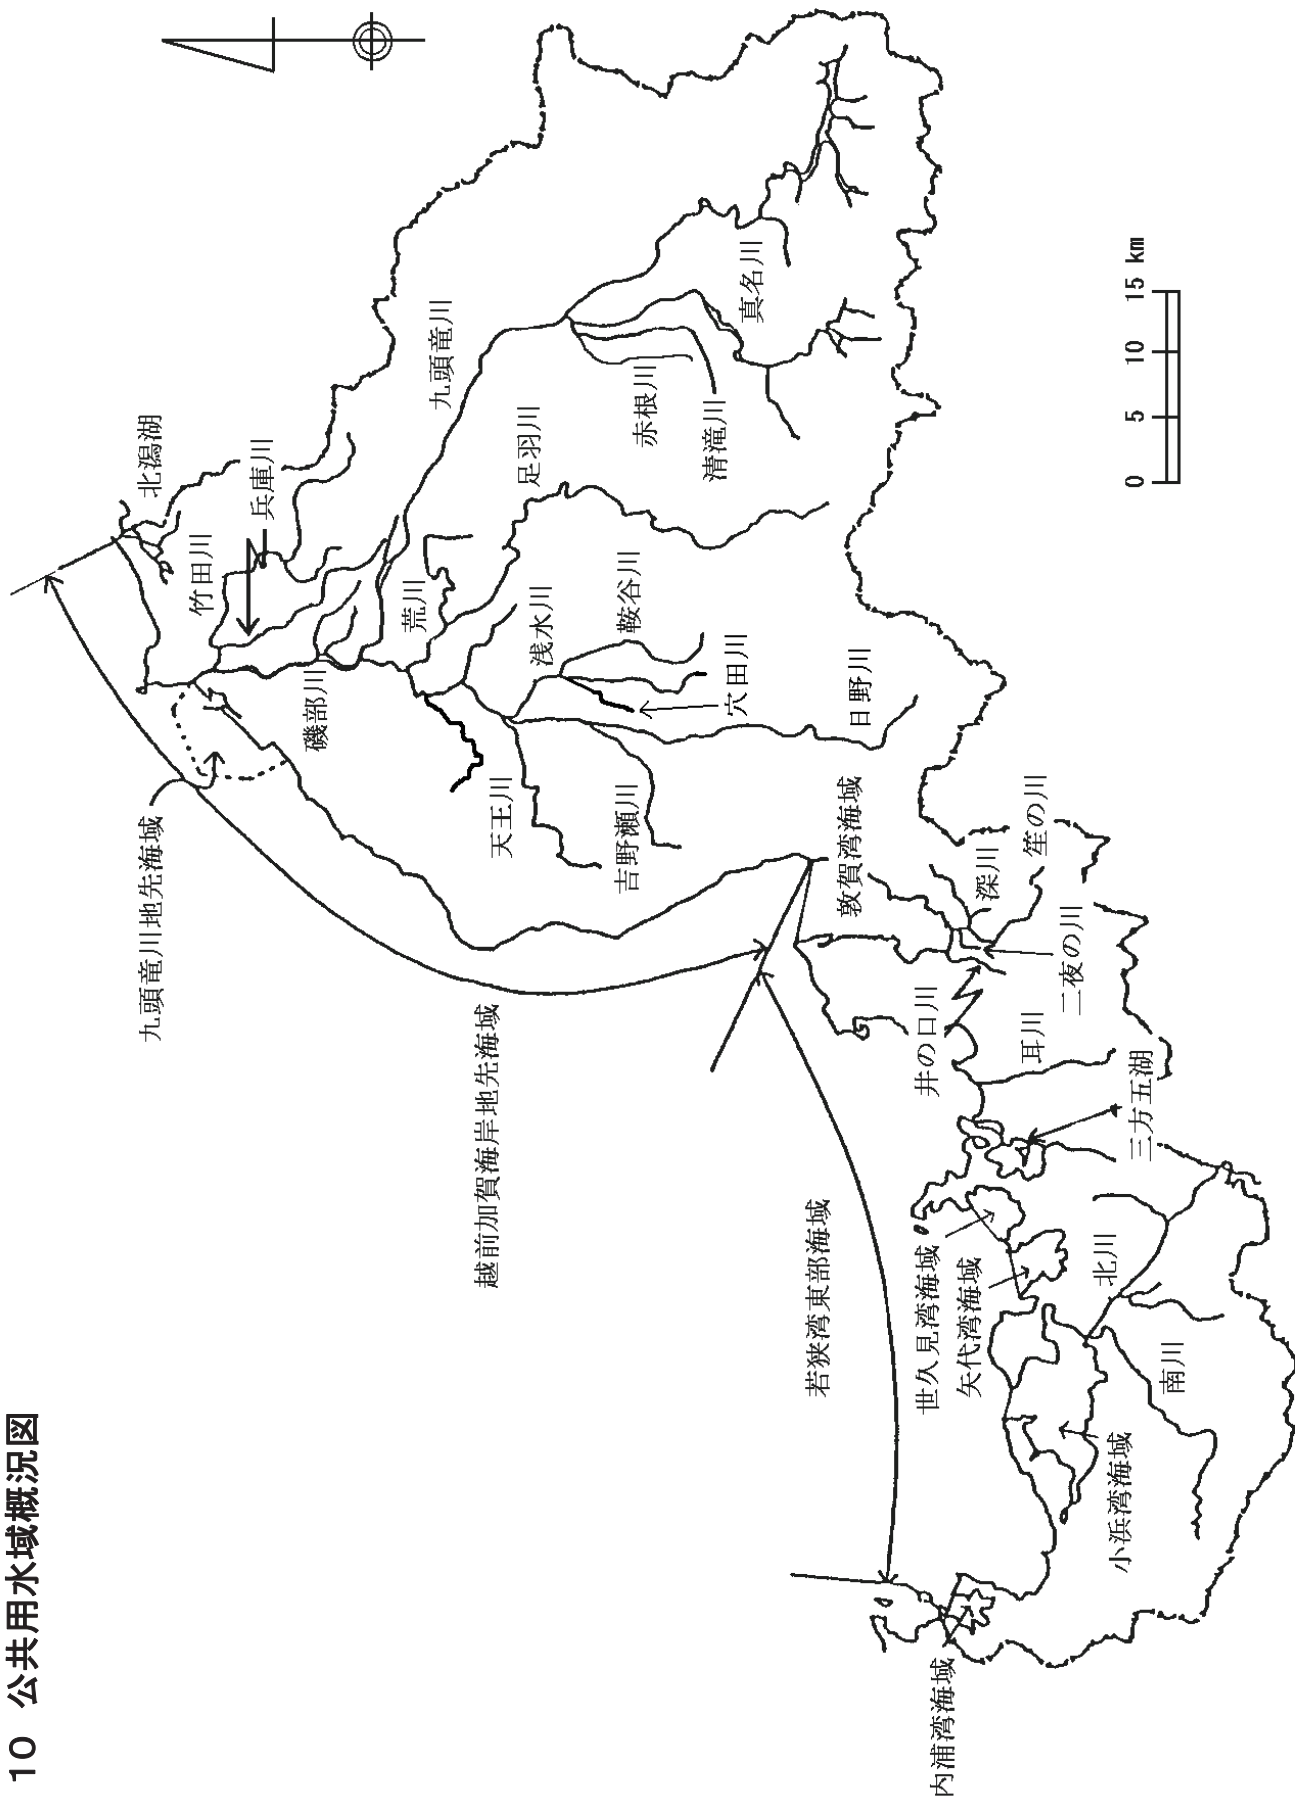 10 公共用水域概況図
北潟湖
竹田川
兵庫川
九頭竜川
九頭竜川地先海域
磯部川
荒川
足羽川
赤根川
清滝川
真名川
浅水川
鞍谷川
穴田川
日野川
天王川
吉野瀬川
越前加賀海岸地先海域
敦賀湾海域
深川
笙の川
二夜の川
井の口川
耳川
三方五湖
若狭湾東部海域
世久見湾海域
矢代湾海域
北川
南川
小浜湾海域
内浦湾海域
0 5 10 15 km